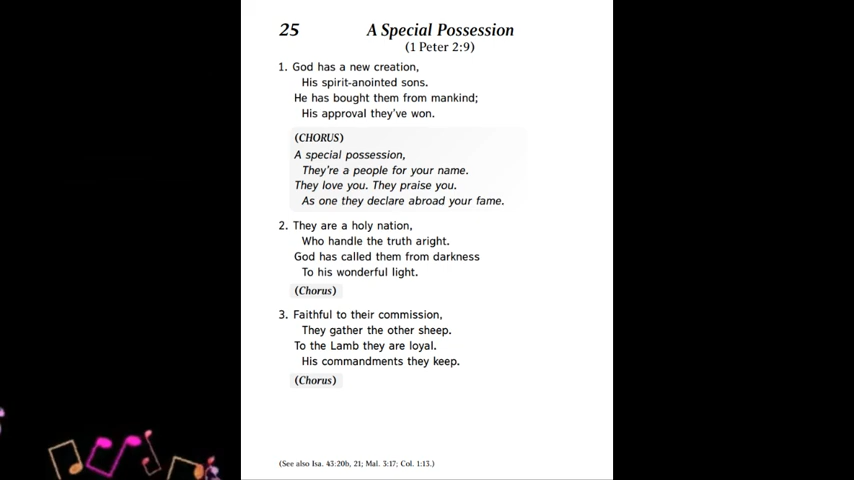 25
A Special Possession
(1 Peter 2:9)
1. God has a new creation,
His spirit-anointed sons.
He has bought them from mankind;
His approval they've won.
(CHORUS)
A special possession,
They're a people for your name.
They love you. They praise you.
As one they declare abroad your fame.
2. They are a holy nation,
Who handle the truth aright.
God has called them from darkness
To his wonderful light.
(Chorus)
3. Faithful to their commission,
They gather the other sheep.
To the Lamb they are loyal.
His commandments they keep.
(Chorus)
(See also Isa. 43:20b, 21; Mal. 3:17; Col. 1:13.)